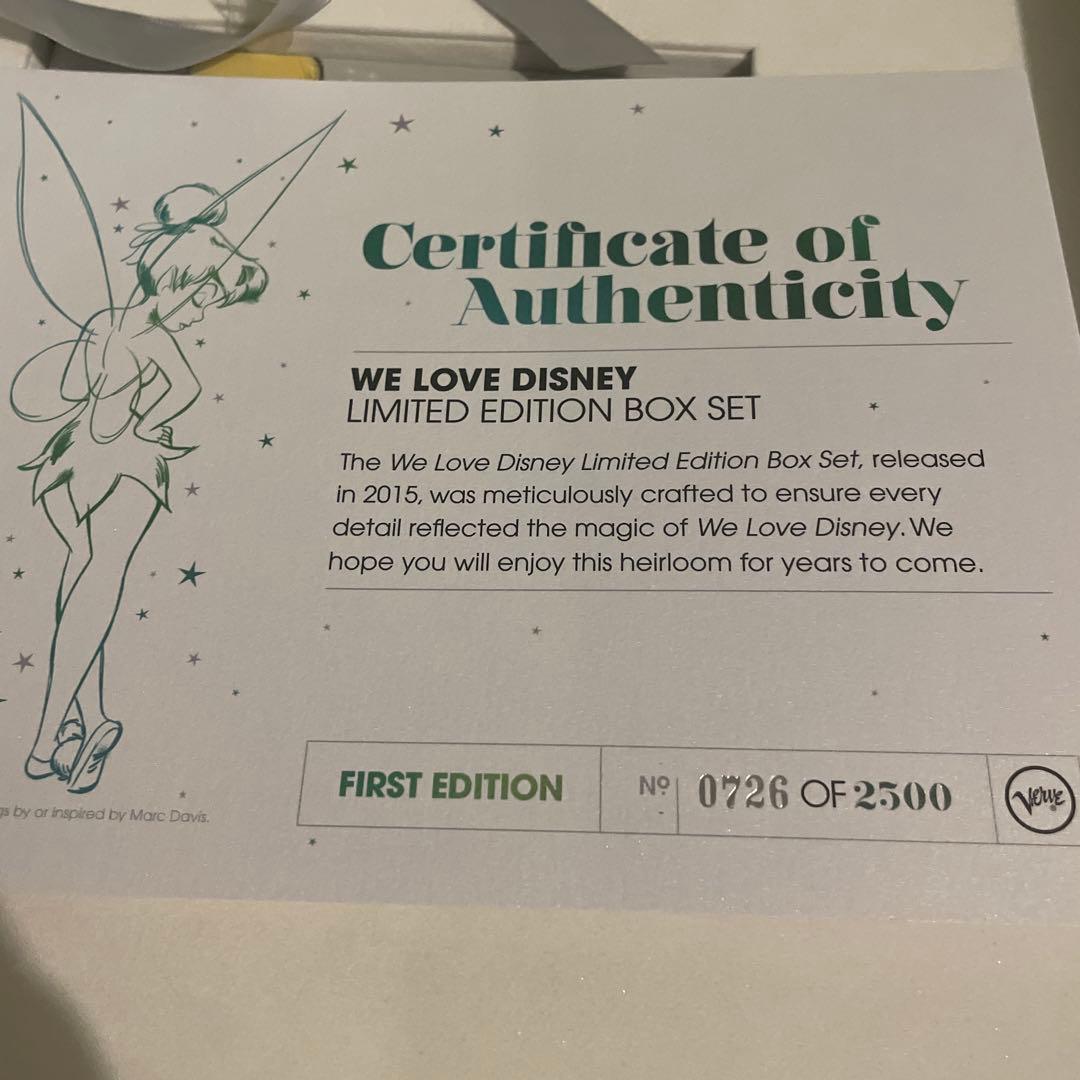 Certificate of
Authenticity
WE LOVE DISNEY
LIMITED EDITION BOX SET
The We Love Disney Limited Edition Box Set, released
in 2015, was meticulously crafted to ensure every
detail reflected the magic of We Love Disney. We
hope you will enjoy this heirloom for years to come.
FIRST EDITION Nº 0726 OF 2500 Verve
by or inspired by Marc Davis.